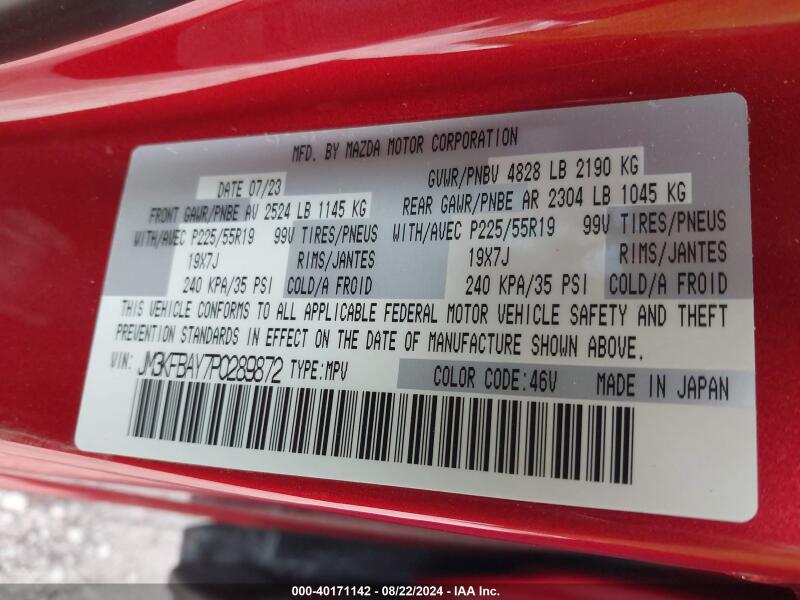 MFD. BY MAZDA MOTOR CORPORATION
DATE 07/23 GVWR/PNBV 4828 LB 2190 KG
FRONT GAWR/PNBE AV 2524 LB 1145 KG REAR GAWR/PNBE AR 2304 LB 1045 KG
WITH/AVEC P225/55R19 99V TIRES/PNEUS WITH/AVEC P225/55R19 99V TIRES/PNEUS
19X7J RIMS/JANTES 19X7J RIMS/JANTES
240 KPA/35 PSI COLD/A FROID 240 KPA/35 PSI COLD/A FROID
THIS VEHICLE CONFORMS TO ALL APPLICABLE FEDERAL MOTOR VEHICLE SAFETY AND THEFT
PREVENTION STANDARDS IN EFFECT ON THE DATE OF MANUFACTURE SHOWN ABOVE.
VIN: JM3KFBAY7P0289872 TYPE:MPV COLOR CODE:46V MADE IN JAPAN
000-40171142 - 08/22/2024 - IAA Inc.